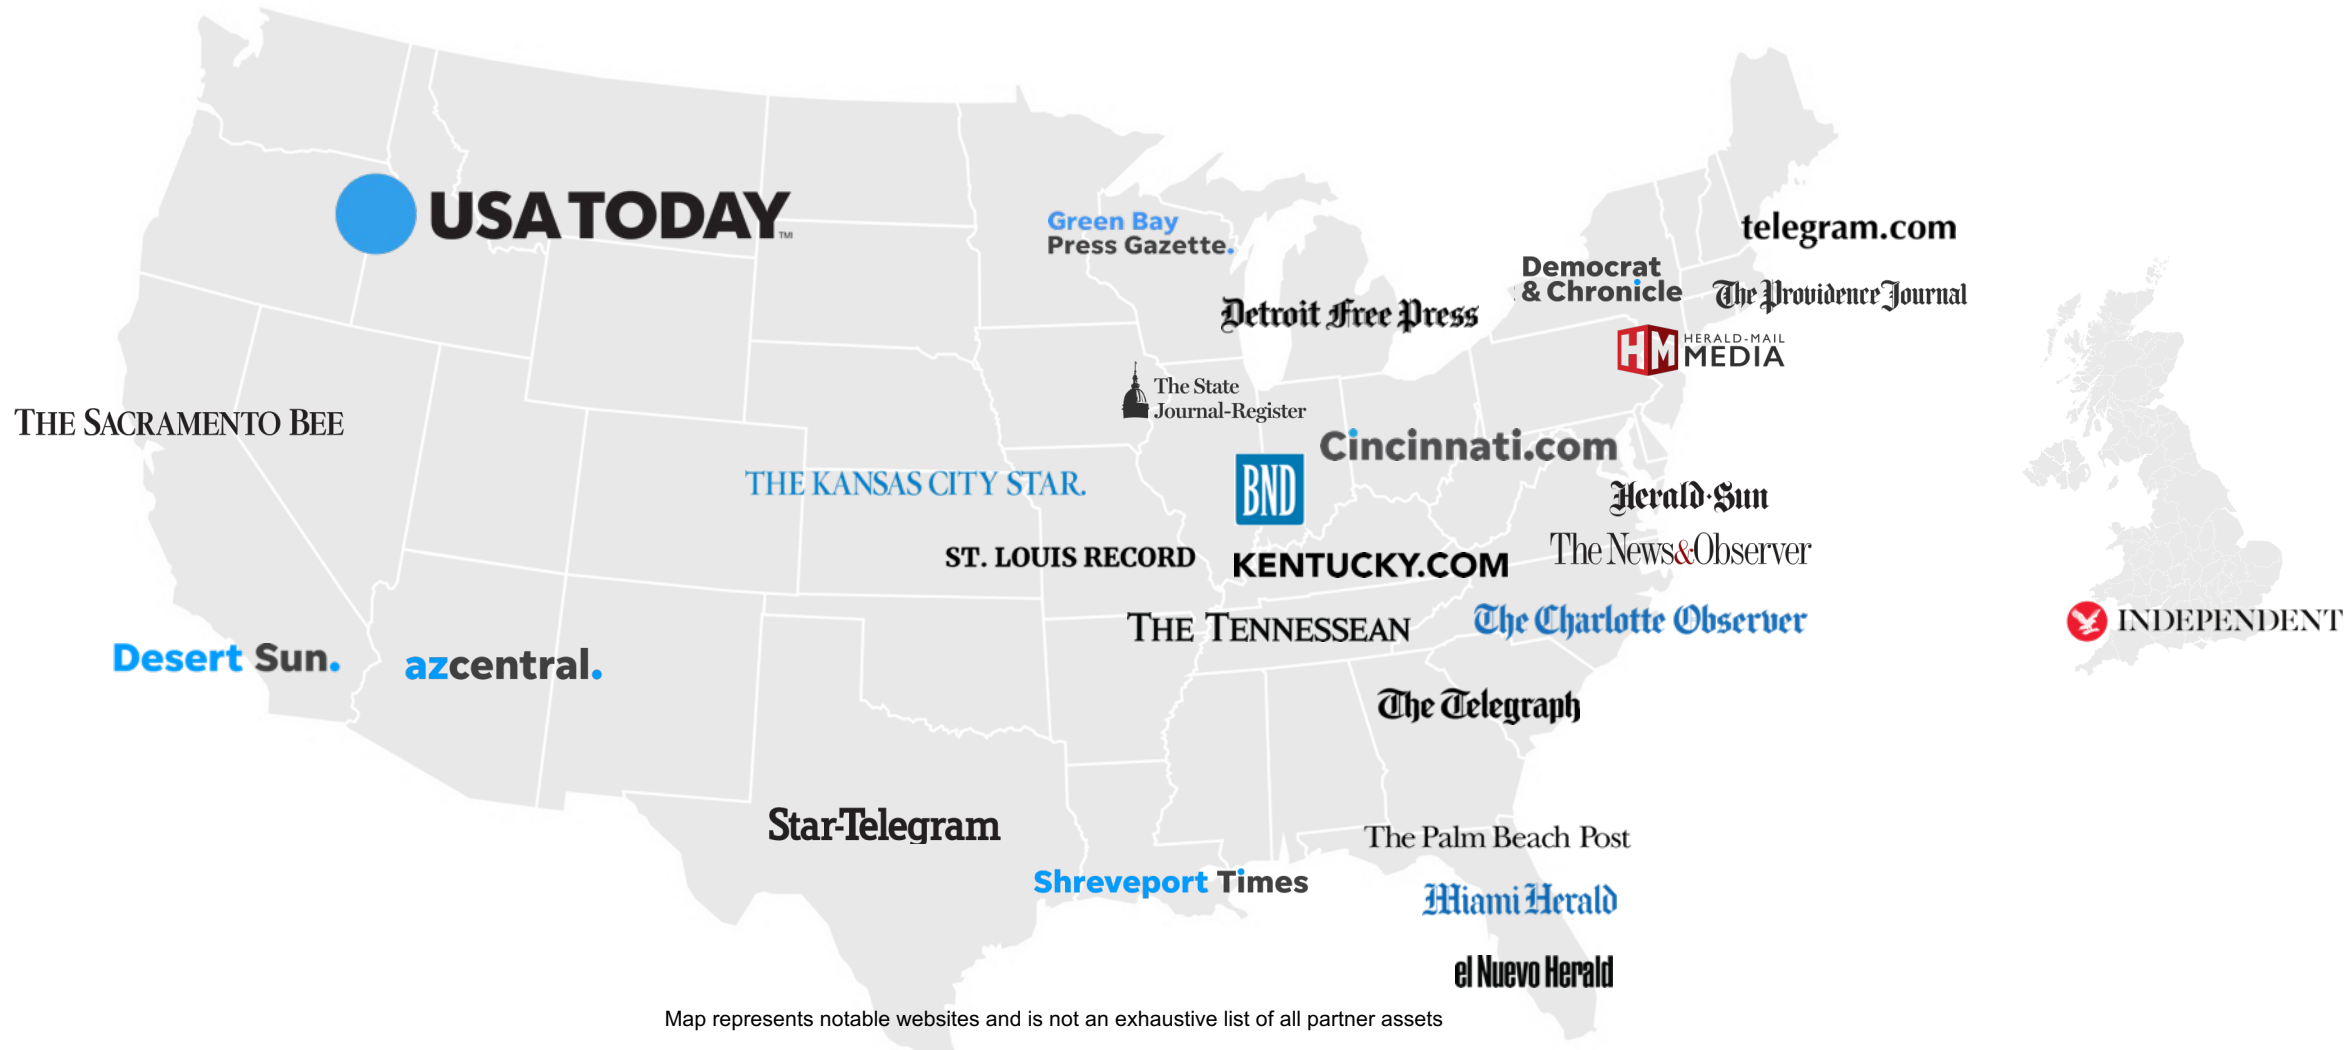 USA TODAY
TM
Green Bay
Press Gazette.
telegram.com
Democrat
& Chronicle
The Providence Journal
Detroit Free Press
HM
HERALD-MAIL
MEDIA
The State
Journal-Register
THE SACRAMENTO BEE
Cincinnati.com
THE KANSAS CITY STAR.
BND
Herald·Sun
The News&Observer
ST. LOUIS RECORD
KENTUCKY.COM
THE TENNESSEAN
The Charlotte Observer
INDEPENDENT
Desert Sun.
azcentral.
The Telegraph
Star-Telegram
The Palm Beach Post
Shreveport Times
Miami Herald
el Nuevo Herald
Map represents notable websites and is not an exhaustive list of all partner assets